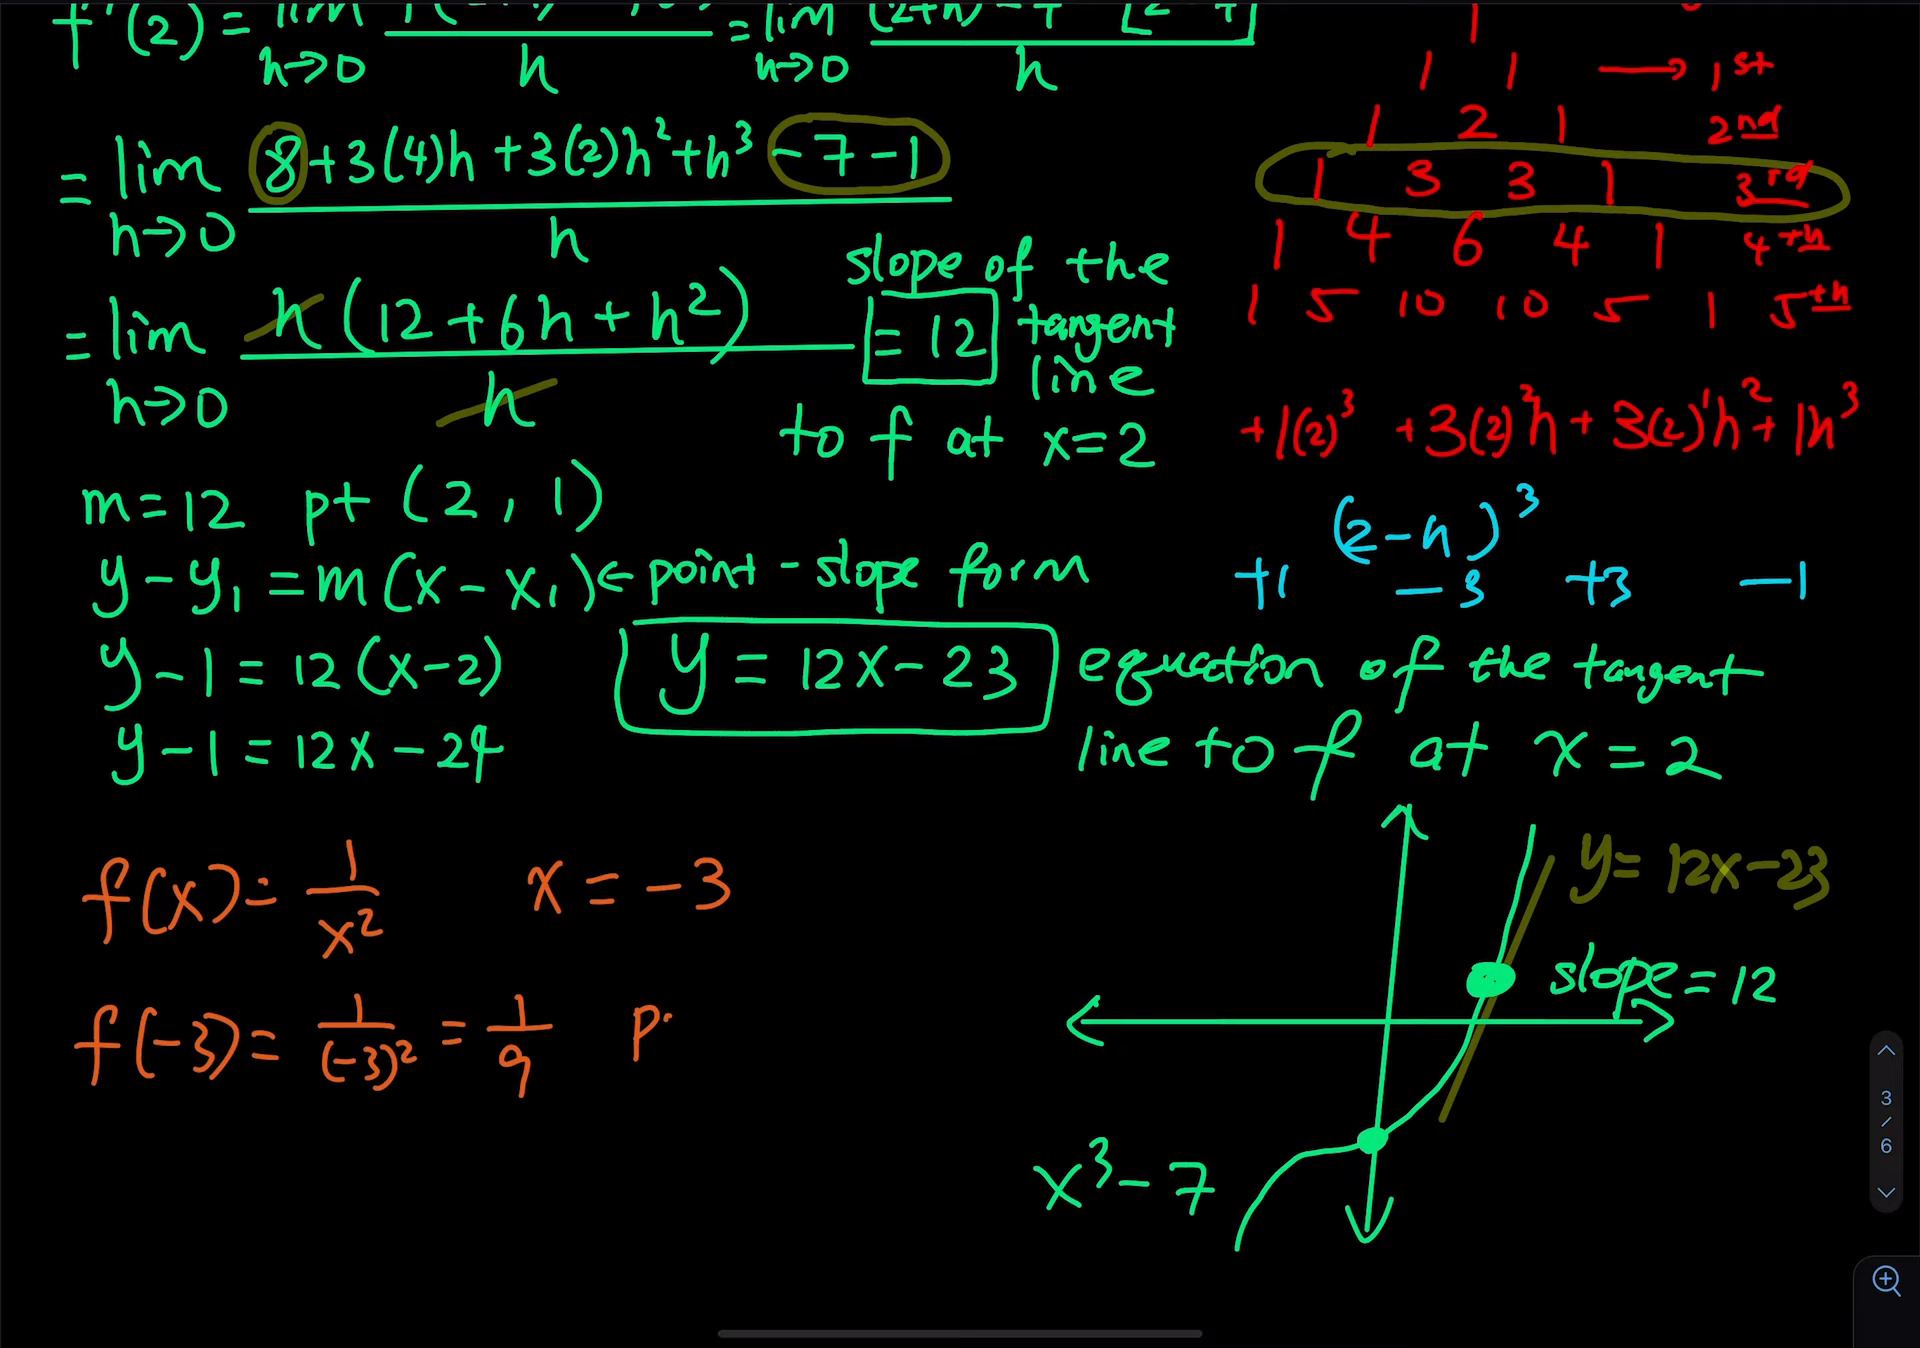 f'(2) = lim h→0 / h = lim h→0 (2+h) - 7 / h
= lim h→0 8+3(4)h+3(2)h²+h³-7-1 / h
= lim h→0 h(12+6h+h²) / h = 12
slope of the
tangent
line
to f at x=2
m=12 pt (2, 1)
y-y₁ = m(x-x₁) ← point-slope form
y-1 = 12(x-2)
y-1 = 12x-24
y = 12x-23
equation of the tangent
line to f at x = 2
f(x) = 1/x² x = -3
f(-3) = 1/(-3)² = 1/9 p
1
1 1 → 1st
1 2 1 2nd
1 3 3 1 3rd
1 4 6 4 1 4th
1 5 10 10 5 1 5th
+1(2)³ +3(2)²h + 3(2)¹h² + 1h³
(2-h)³
+1 -3 +3 -1
y = 12x-23
slope = 12
x³-7
3
/
6